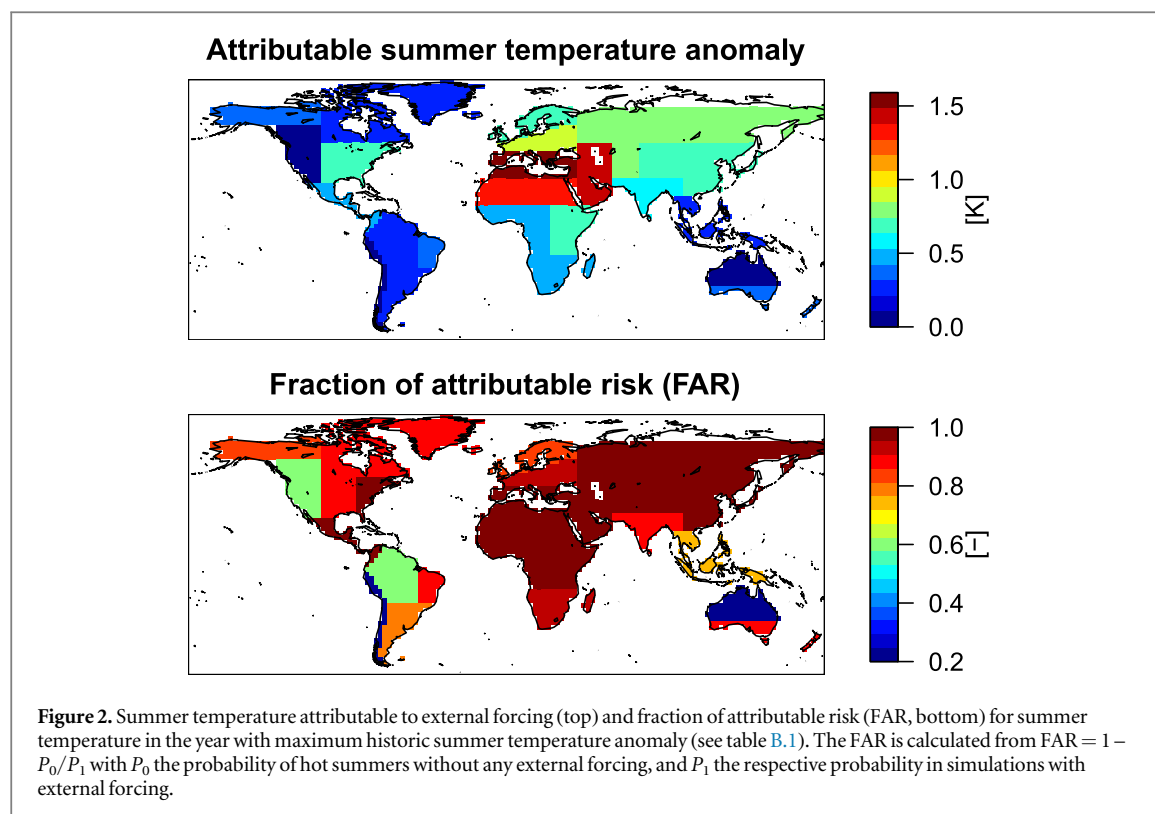 Attributable summer temperature anomaly
1.5
1.0
0.5
0.0
[K]
Fraction of attributable risk (FAR)
1.0
0.8
0.6
0.4
0.2
[−]
Figure 2. Summer temperature attributable to external forcing (top) and fraction of attributable risk (FAR, bottom) for summer
temperature in the year with maximum historic summer temperature anomaly (see table B.1). The FAR is calculated from FAR = 1 −
P0/P1 with P0 the probability of hot summers without any external forcing, and P1 the respective probability in simulations with
external forcing.